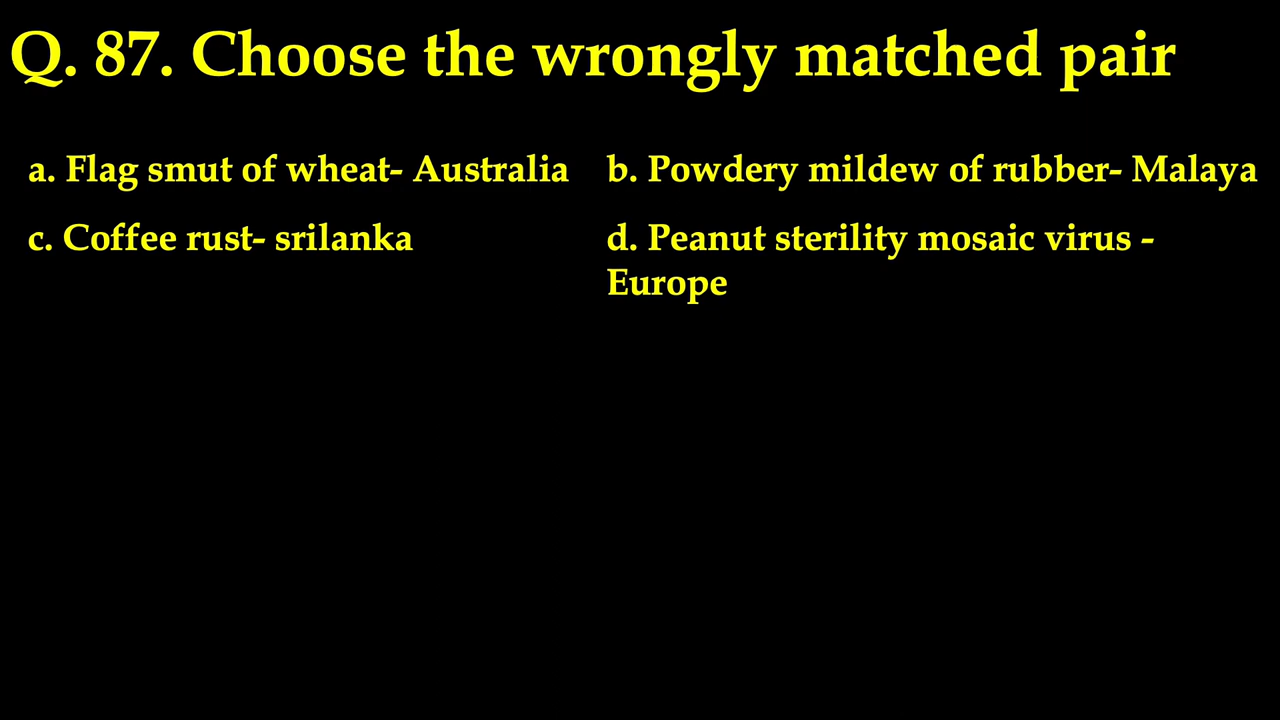 Q. 87. Choose the wrongly matched pair
a. Flag smut of wheat- Australia
b. Powdery mildew of rubber- Malaya
c. Coffee rust- srilanka
d. Peanut sterility mosaic virus -
Europe